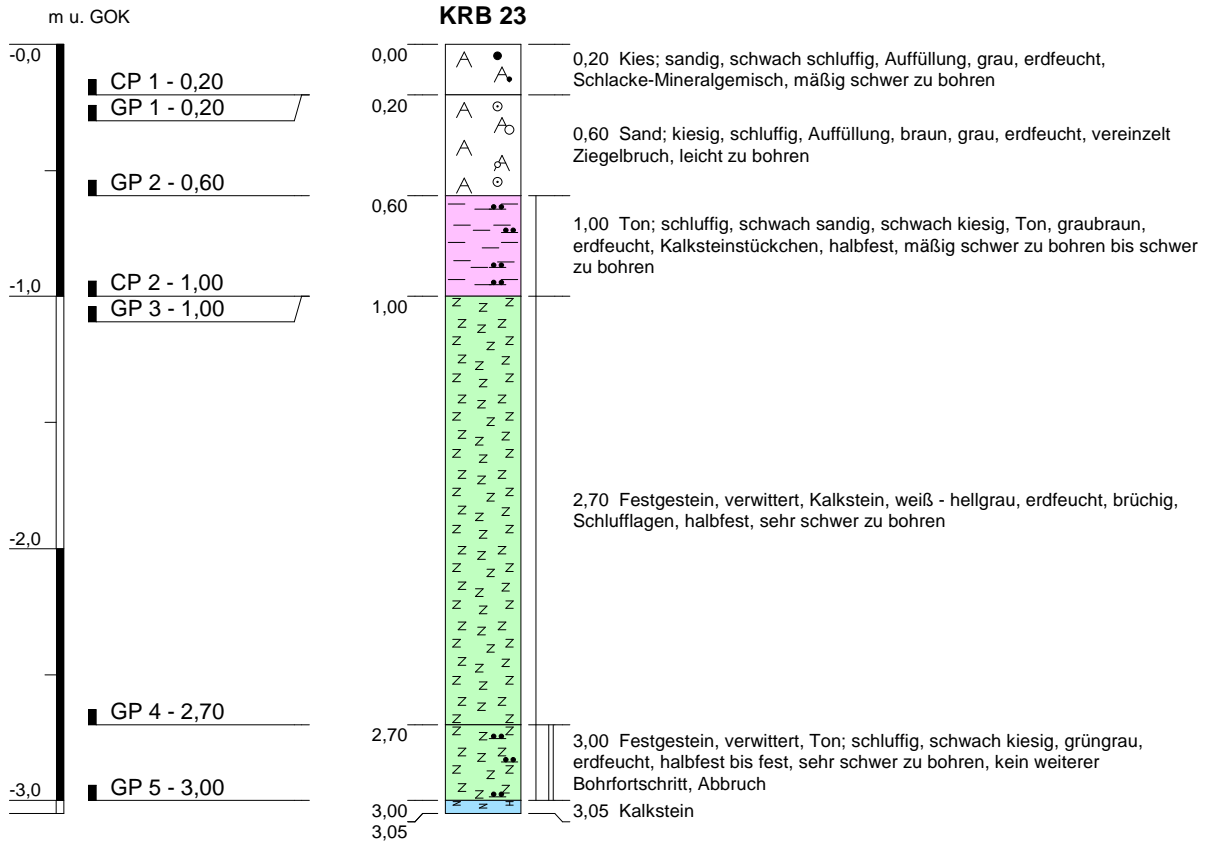 m u. GOK
KRB 23
-0,0
0,00
0,20 Kies; sandig, schwach schluffig, Auffüllung, grau, erdfeucht,
Schlacke-Mineralgemisch, mäßig schwer zu bohren
CP 1 - 0,20
GP 1 - 0,20
0,20
0,60 Sand; kiesig, schluffig, Auffüllung, braun, grau, erdfeucht, vereinzelt
Ziegelbruch, leicht zu bohren
GP 2 - 0,60
0,60
1,00 Ton; schluffig, schwach sandig, schwach kiesig, Ton, graubraun,
erdfeucht, Kalksteinstückchen, halbfest, mäßig schwer zu bohren bis schwer
zu bohren
CP 2 - 1,00
-1,0
GP 3 - 1,00
1,00
2,70 Festgestein, verwittert, Kalkstein, weiß - hellgrau, erdfeucht, brüchig,
Schlufflagen, halbfest, sehr schwer zu bohren
-2,0
GP 4 - 2,70
2,70
3,00 Festgestein, verwittert, Ton; schluffig, schwach kiesig, grüngrau,
erdfeucht, halbfest bis fest, sehr schwer zu bohren, kein weiterer
Bohrfortschritt, Abbruch
-3,0
GP 5 - 3,00
3,00
3,05 Kalkstein
3,05